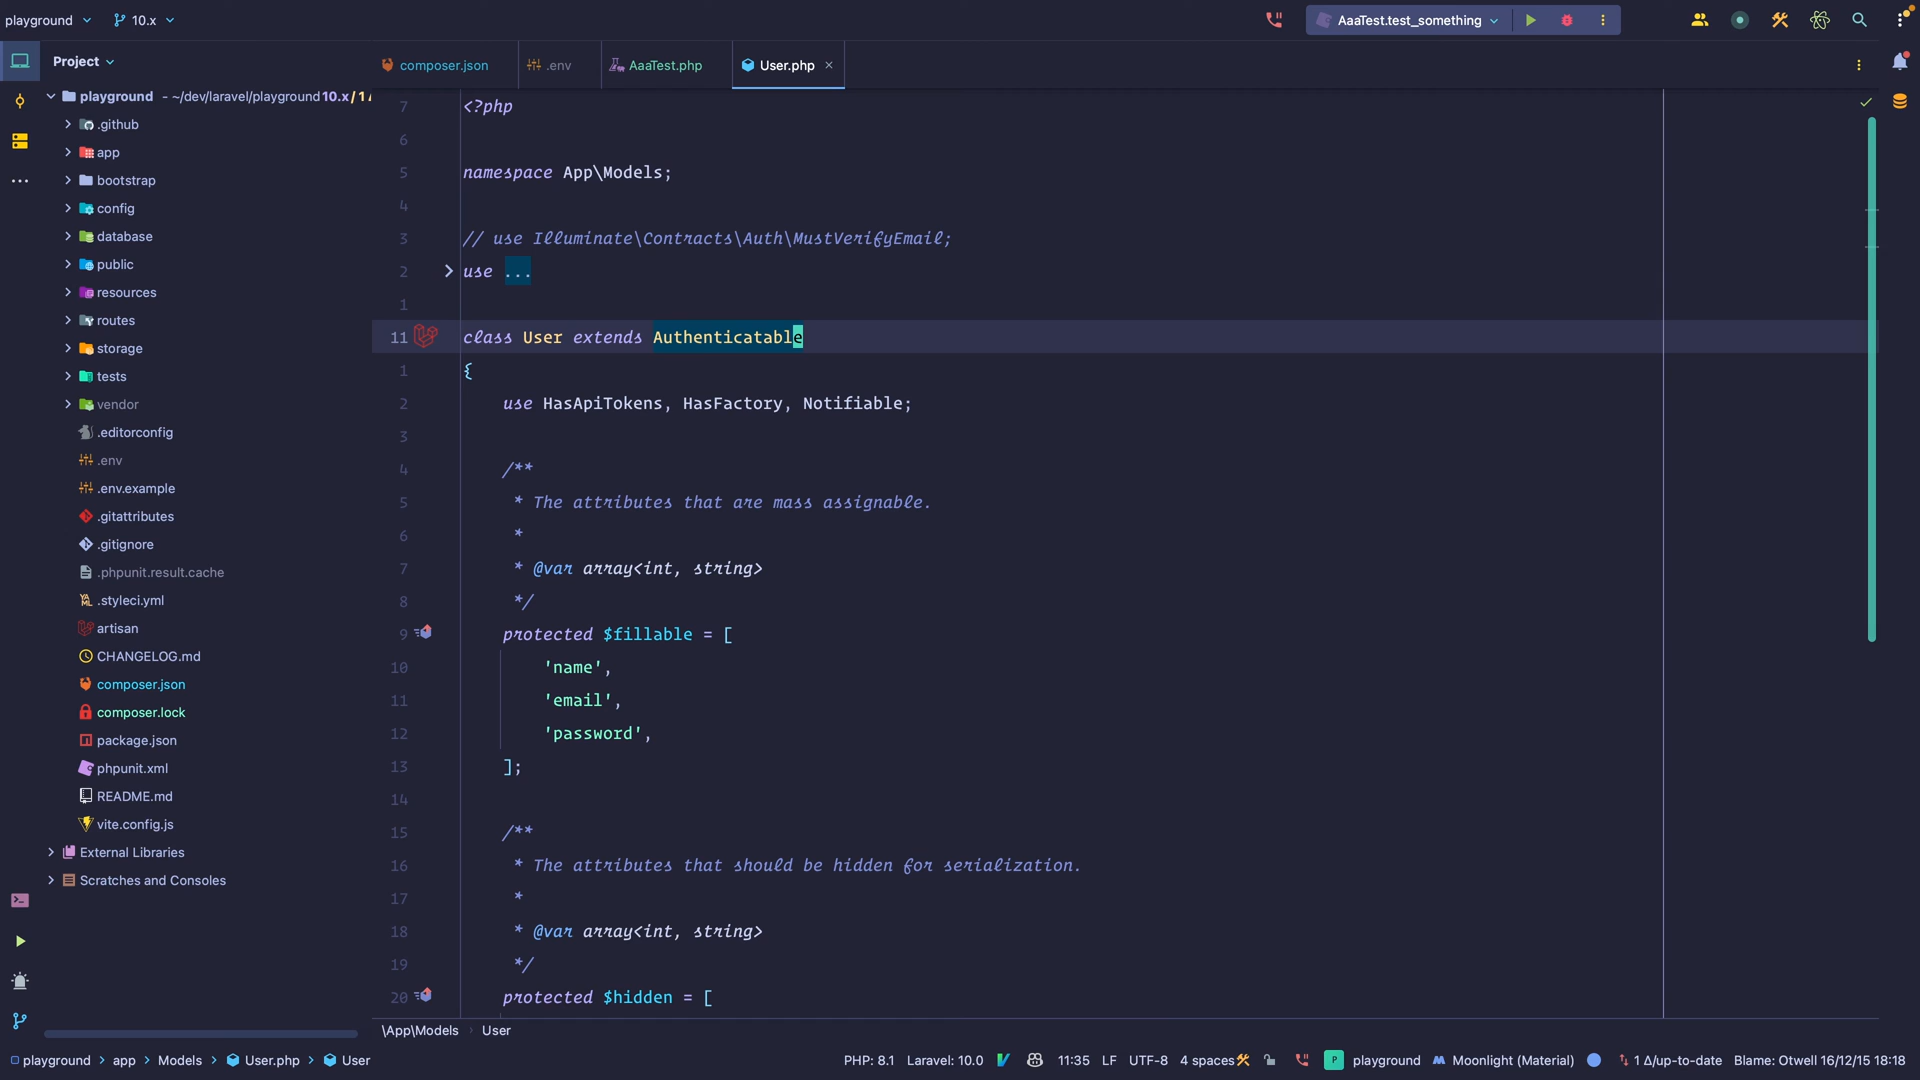 playground
10.x
AaaTest.test_something
Project
composer.json
.env
AaaTest.php
User.php
playground - ~/dev/laravel/playground 10.x / 1 Δ
.github
app
bootstrap
config
database
public
resources
routes
storage
tests
vendor
.editorconfig
.env
.env.example
.gitattributes
.gitignore
.phpunit.result.cache
.styleci.yml
artisan
CHANGELOG.md
composer.json
composer.lock
package.json
phpunit.xml
README.md
vite.config.js
External Libraries
Scratches and Consoles
7 <?php
6
5 namespace App\Models;
4
3 // use Illuminate\Contracts\Auth\MustVerifyEmail;
2 use ...
1
11 class User extends Authenticatable
1 {
2 use HasApiTokens, HasFactory, Notifiable;
3
4 /**
5 * The attributes that are mass assignable.
6 *
7 * @var array<int, string>
8 */
9 protected $fillable = [
10 'name',
11 'email',
12 'password',
13 ];
14
15 /**
16 * The attributes that should be hidden for serialization.
17 *
18 * @var array<int, string>
19 */
20 protected $hidden = [
\App\Models › User
playground › app › Models › User.php › User
PHP: 8.1 Laravel: 10.0 11:35 LF UTF-8 4 spaces P playground Moonlight (Material) 1 Δ/up-to-date Blame: Otwell 16/12/15 18:18